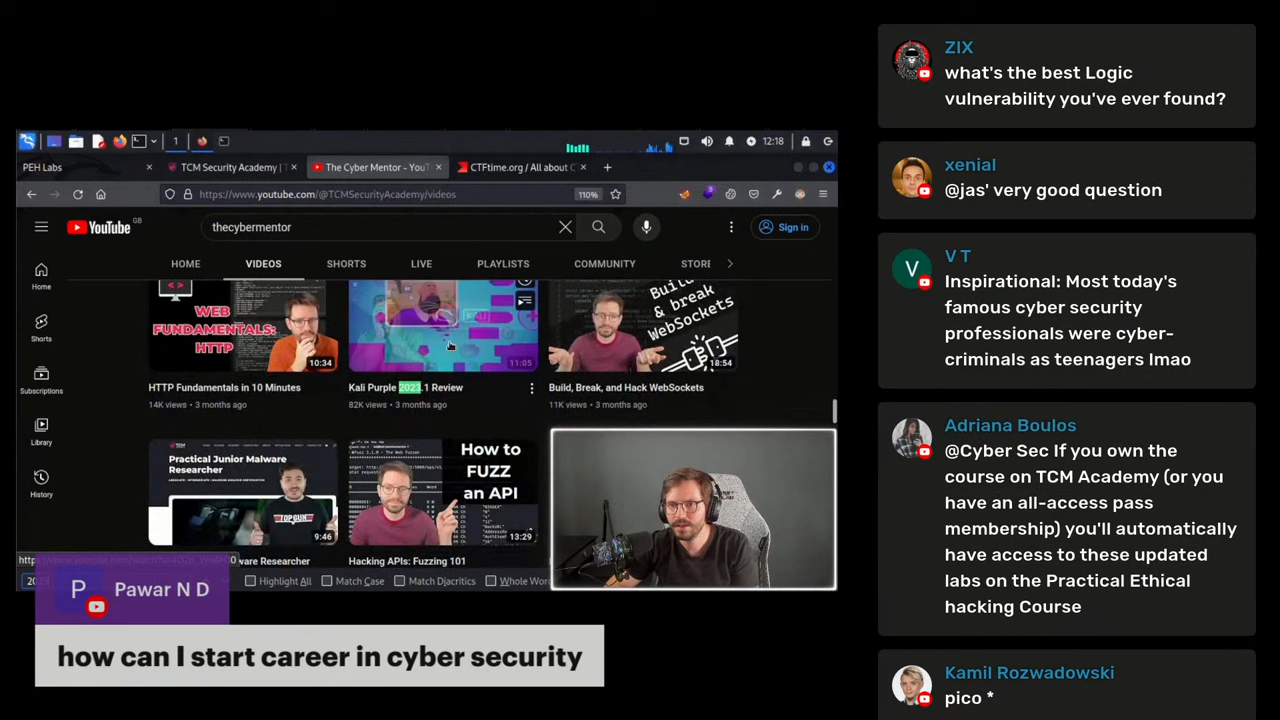 1
12:18
PEH Labs
TCM Security Academy | T
The Cyber Mentor - YouT
CTFtime.org / All about C
https://www.youtube.com/@TCMSecurityAcademy/videos
110%
YouTube GB
thecybermentor
Sign in
HOME
VIDEOS
SHORTS
LIVE
PLAYLISTS
COMMUNITY
STORE
Home
Shorts
Subscriptions
Library
History
WEB
FUNDAMENTALS:
HTTP
10:34
11:05
Build
& break
WebSockets
18:54
HTTP Fundamentals in 10 Minutes
14K views • 3 months ago
Kali Purple 2023.1 Review
82K views • 3 months ago
Build, Break, and Hack WebSockets
11K views • 3 months ago
Practical Junior Malware
Researcher
TOP GUN
9:46
How to
FUZZ
an API
13:29
ware Researcher
Hacking APIs: Fuzzing 101
Highlight All
Match Case
Match Diacritics
Whole Word
P
Pawar N D
how can I start career in cyber security
ZIX
what's the best Logic
vulnerability you've ever found?
xenial
@jas' very good question
V
V T
Inspirational: Most today's
famous cyber security
professionals were cyber-
criminals as teenagers lmao
Adriana Boulos
@Cyber Sec If you own the
course on TCM Academy (or you
have an all-access pass
membership) you'll automatically
have access to these updated
labs on the Practical Ethical
hacking Course
Kamil Rozwadowski
pico *